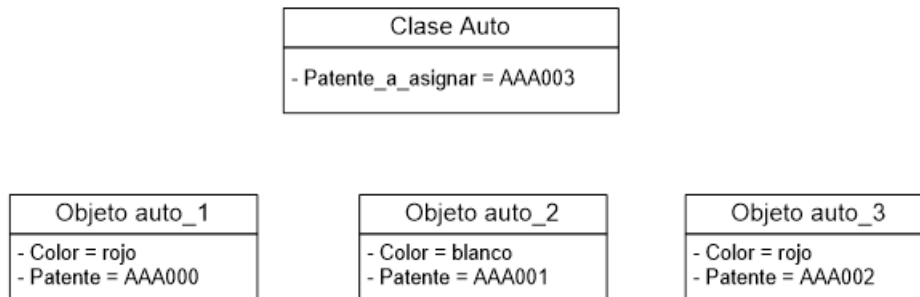 Clase Auto
- Patente_a_asignar = AAA003
Objeto auto_1
- Color = rojo
- Patente = AAA000
Objeto auto_2
- Color = blanco
- Patente = AAA001
Objeto auto_3
- Color = rojo
- Patente = AAA002